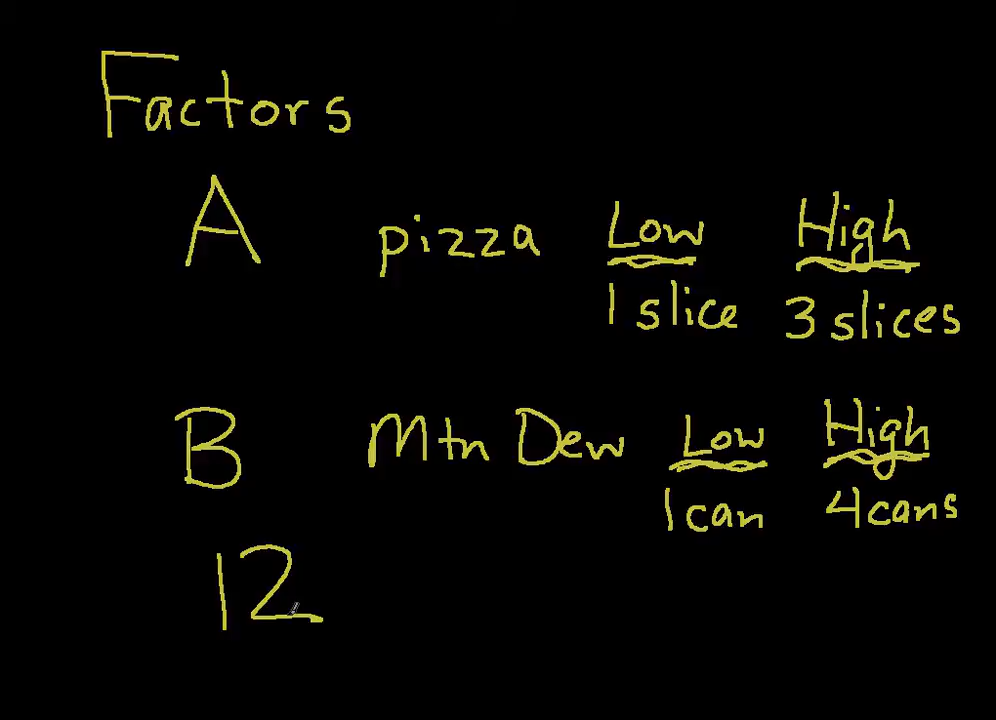 Factors
A pizza Low High
1 slice 3 slices
B Mtn Dew Low High
1 can 4 cans
12